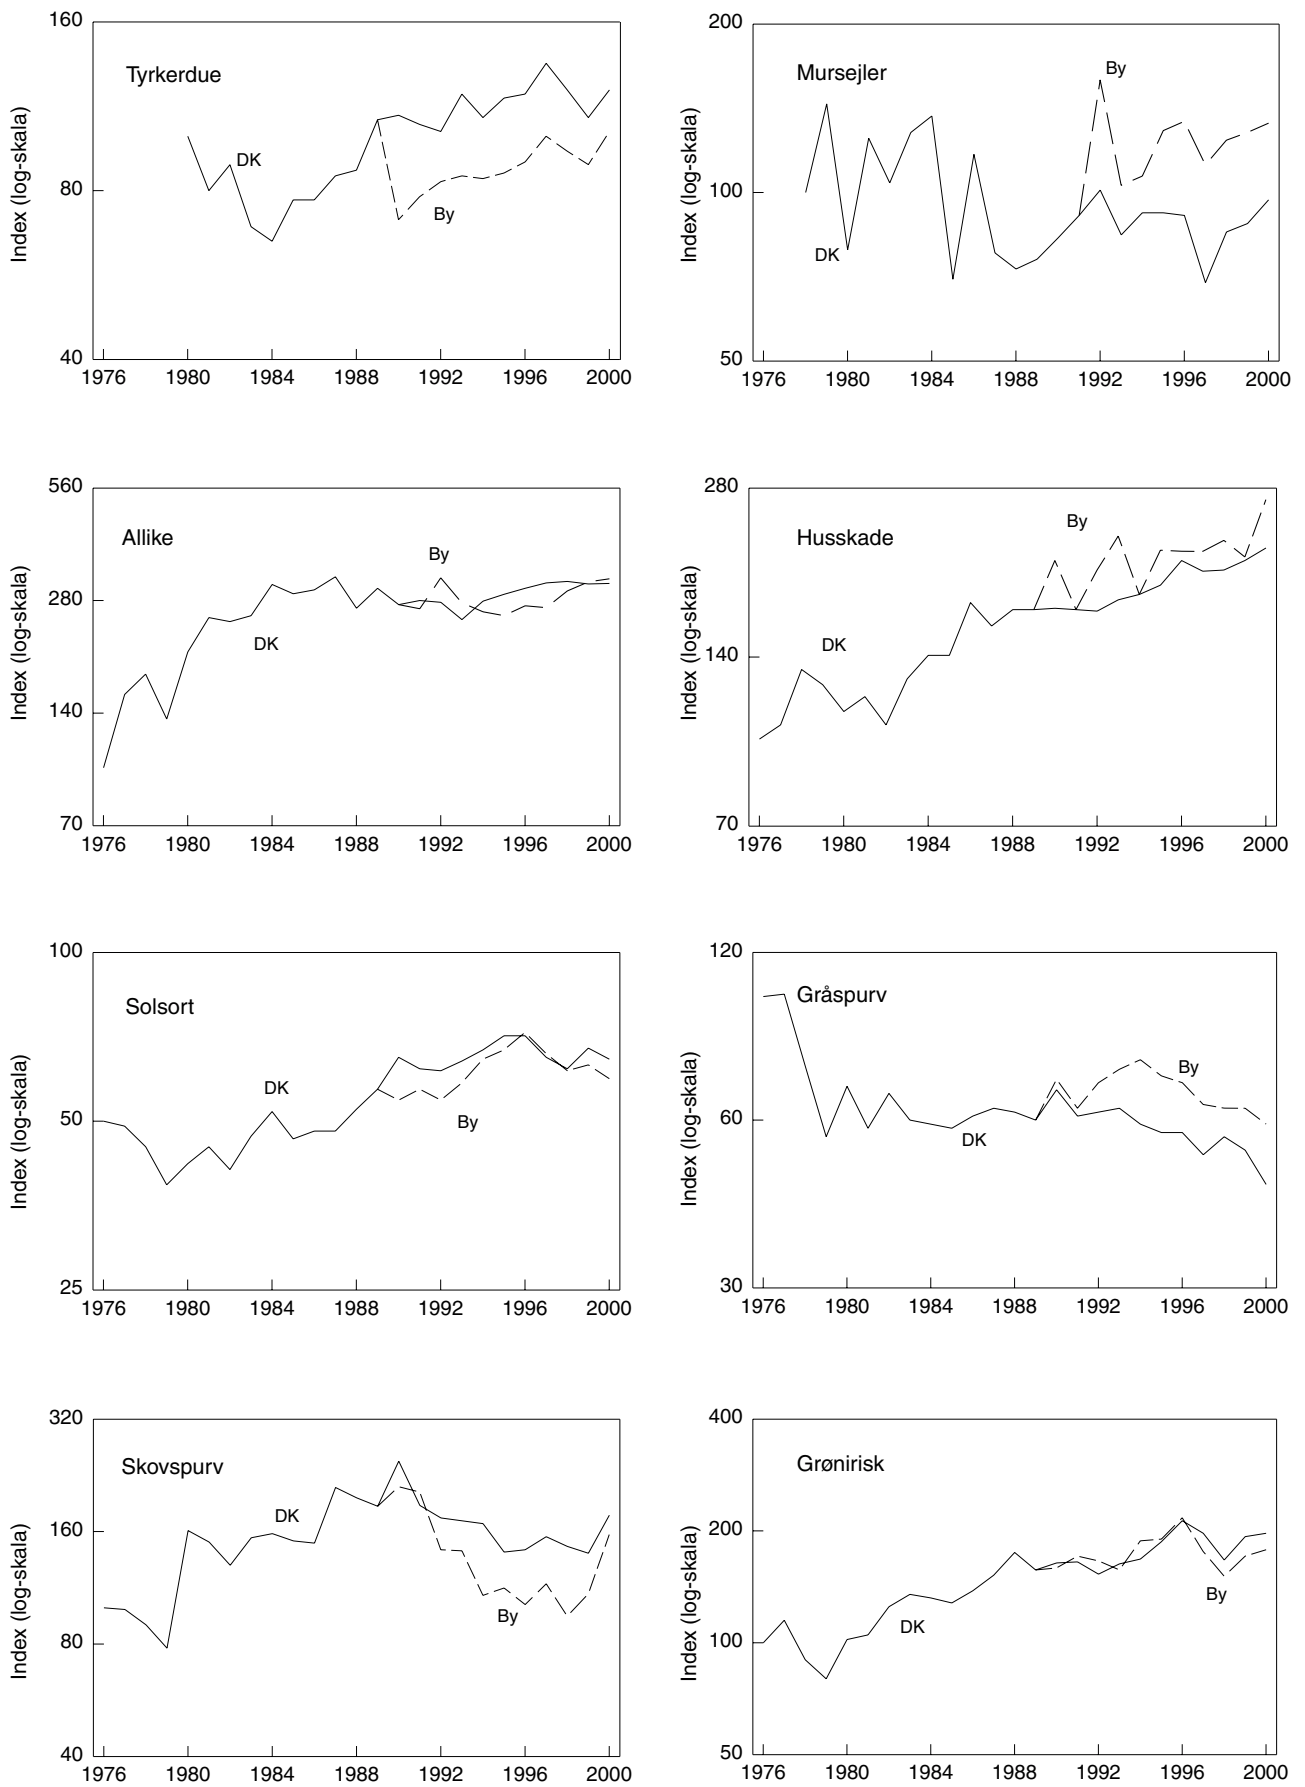 Tyrkerdue
Index (log-skala)
160
80
40
DK
By
1976 1980 1984 1988 1992 1996 2000
Mursejler
Index (log-skala)
200
100
50
By
DK
1976 1980 1984 1988 1992 1996 2000
Allike
Index (log-skala)
560
280
140
70
By
DK
1976 1980 1984 1988 1992 1996 2000
Husskade
Index (log-skala)
280
140
70
By
DK
1976 1980 1984 1988 1992 1996 2000
Solsort
Index (log-skala)
100
50
25
DK
By
1976 1980 1984 1988 1992 1996 2000
Gråspurv
Index (log-skala)
120
60
30
By
DK
1976 1980 1984 1988 1992 1996 2000
Skovspurv
Index (log-skala)
320
160
80
40
DK
By
1976 1980 1984 1988 1992 1996 2000
Grønirisk
Index (log-skala)
400
200
100
50
By
DK
1976 1980 1984 1988 1992 1996 2000